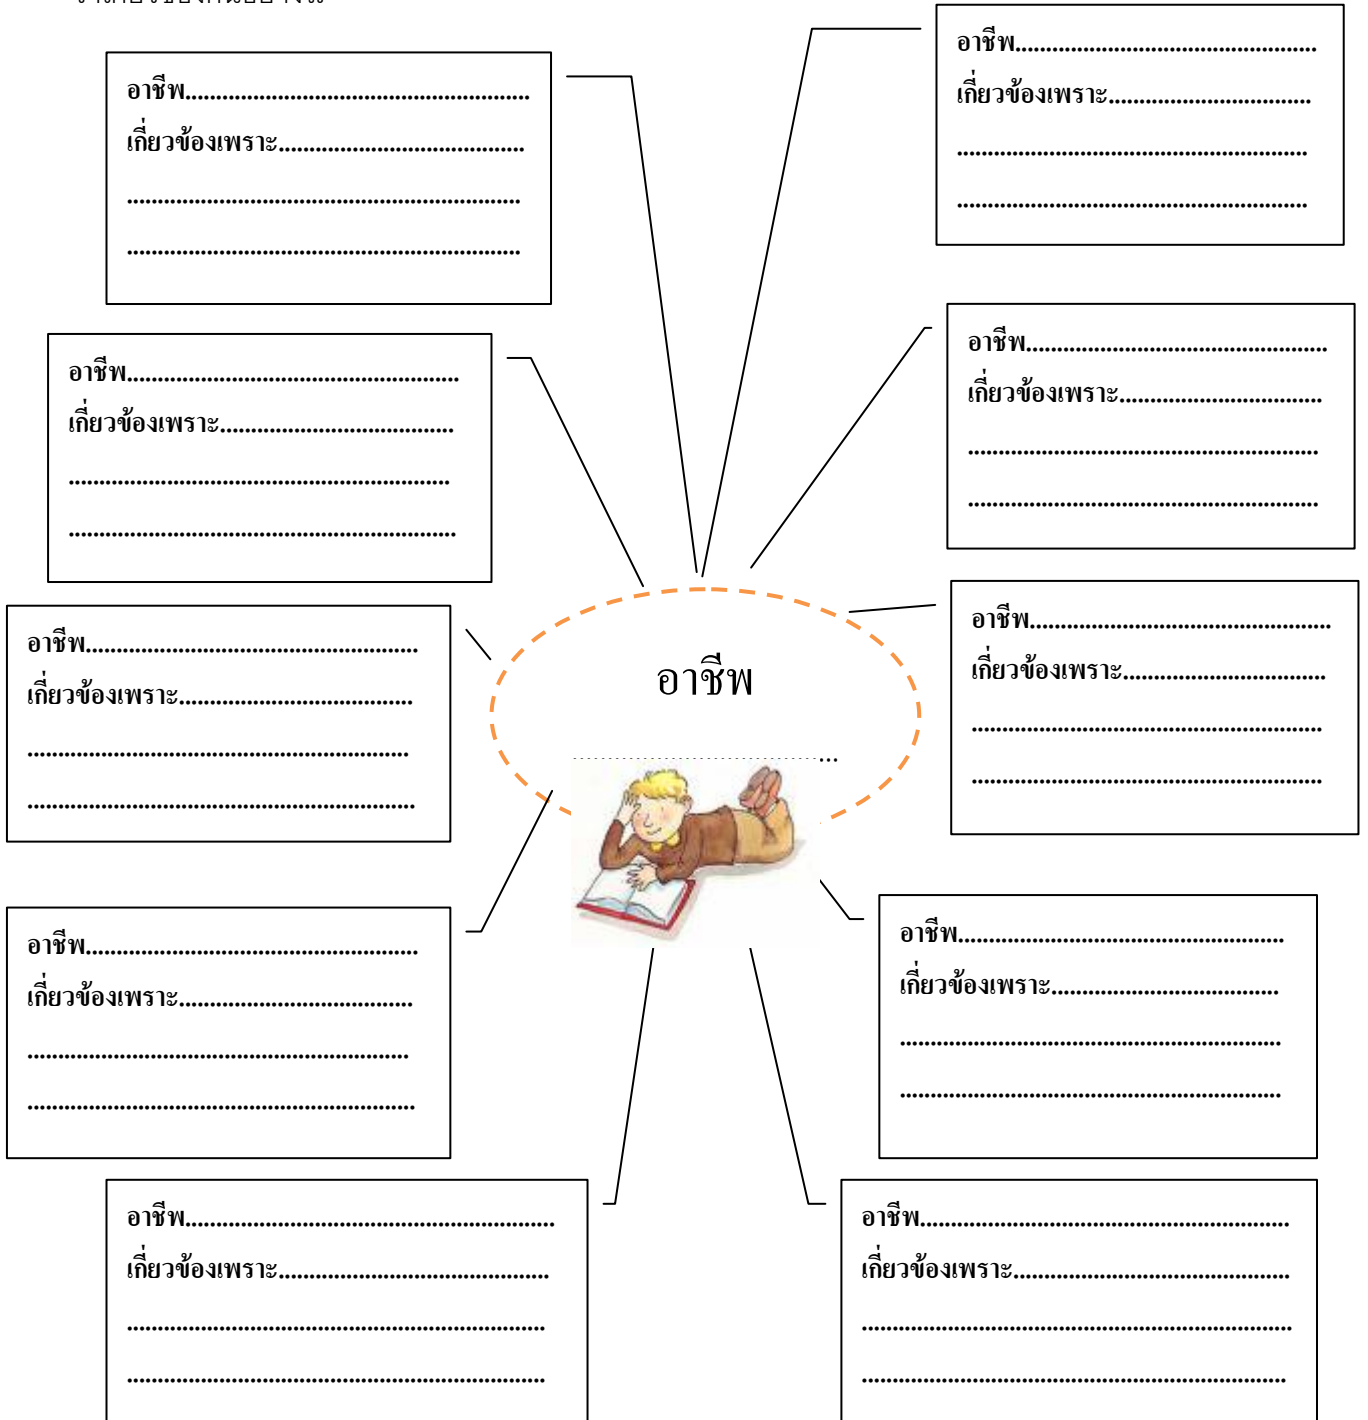 อาชีพ........................................................
เกี่ยวข้องเพราะ........................................
................................................................
................................................................
อาชีพ.................................................
เกี่ยวข้องเพราะ.................................
.........................................................
.........................................................
อาชีพ......................................................
เกี่ยวข้องเพราะ......................................
..............................................................
...............................................................
อาชีพ.................................................
เกี่ยวข้องเพราะ.................................
.........................................................
.........................................................
อาชีพ......................................................
เกี่ยวข้องเพราะ......................................
..............................................................
...............................................................
อาชีพ
อาชีพ.................................................
เกี่ยวข้องเพราะ.................................
.........................................................
.........................................................
อาชีพ......................................................
เกี่ยวข้องเพราะ......................................
..............................................................
...............................................................
อาชีพ.....................................................
เกี่ยวข้องเพราะ.....................................
..............................................................
..............................................................
อาชีพ............................................................
เกี่ยวข้องเพราะ............................................
....................................................................
....................................................................
อาชีพ............................................................
เกี่ยวข้องเพราะ.............................................
......................................................................
.....................................................................